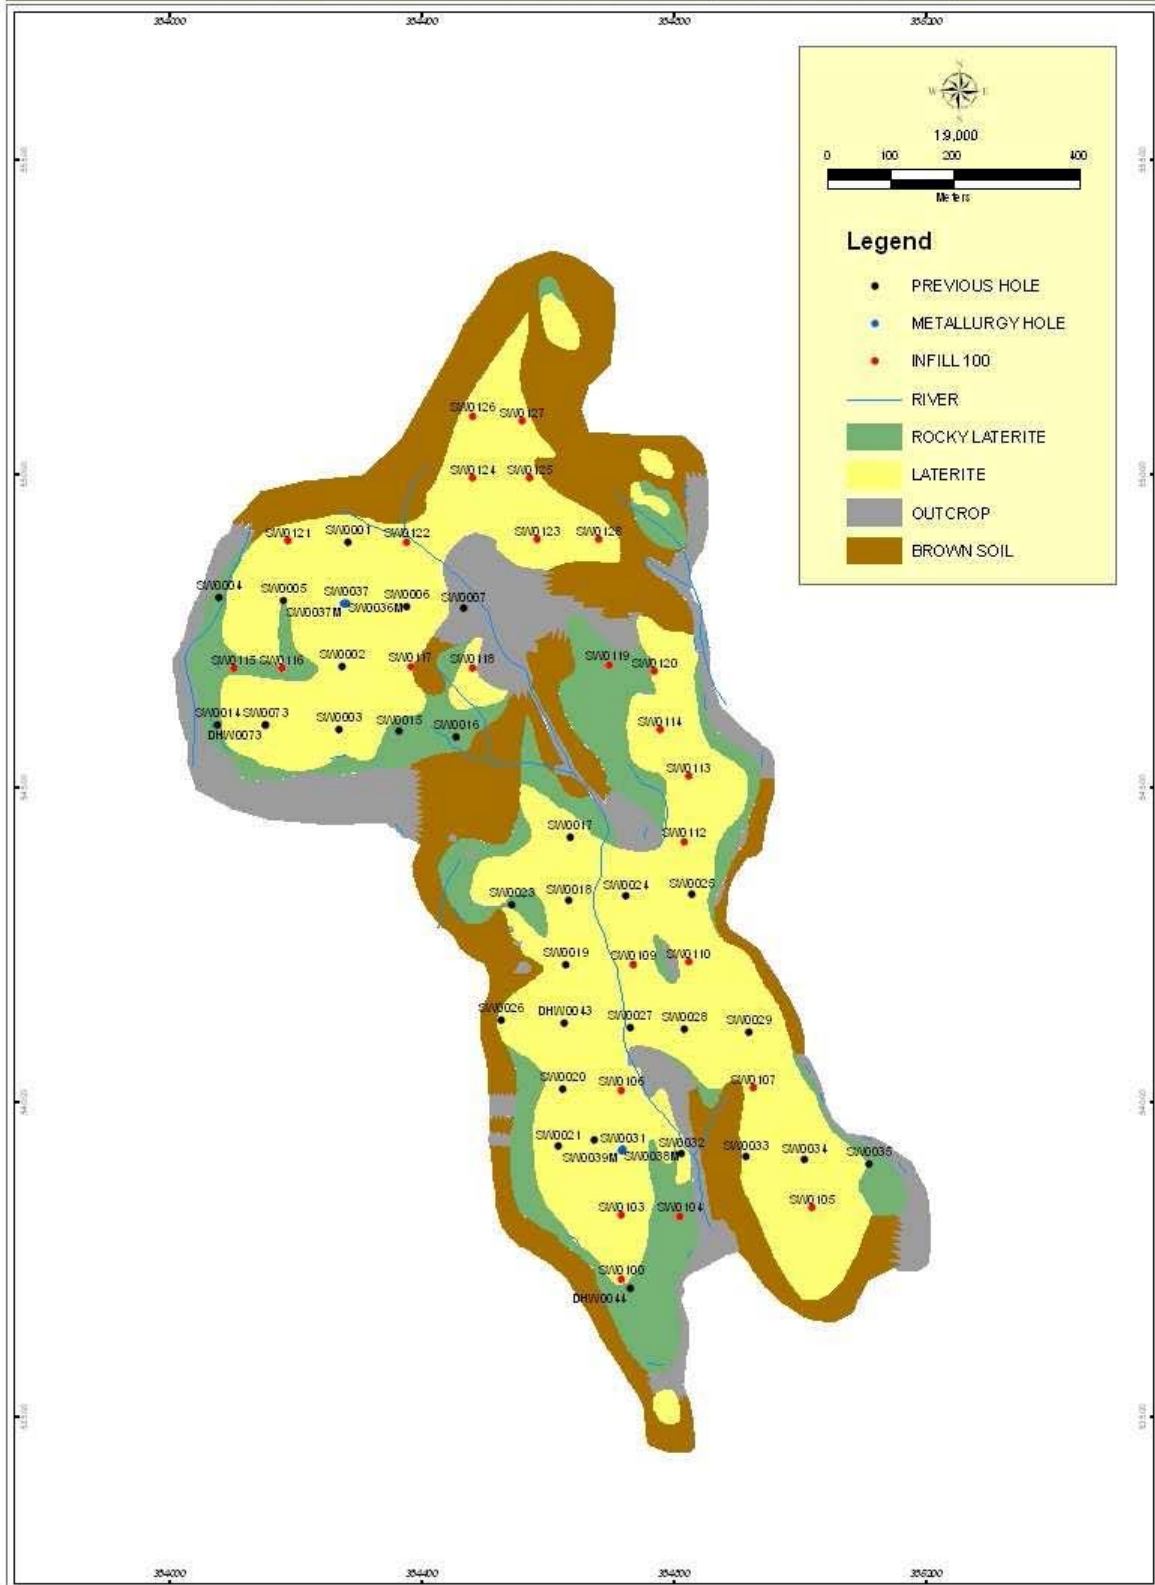 W E
1:9,000
0 100 200 400
Meters
Legend
PREVIOUS HOLE
METALLURGY HOLE
INFILL 100
RIVER
ROCKY LATERITE
LATERITE
OUTCROP
BROWN SOIL
SW0126
SW0127
SW0124 SW0125
SW0121 SW0001 SW0122 SW0123 SW0128
SW0004 SW0005 SW0037 SW0006 SW0007
SW0037M SW0036M
SW0115 SW0116 SW0002 SW0117 SW0118 SW0119 SW0120
SW0014 SW0073 SW0003 SW0015 SW0016 SW0114
DHW0073
SW0113
SW0017 SW0112
SW0023 SW0018 SW0024 SW0025
SW0019 SW0109 SW0110
SW0026 DHW0043 SW0027 SW0028 SW0029
SW0020 SW0106 SW0107
SW0021 SW0031 SW0032 SW0033 SW0034 SW0035
SW0039M SW0038M
SW0103 SW0104 SW0105
SW0100
DHW0044